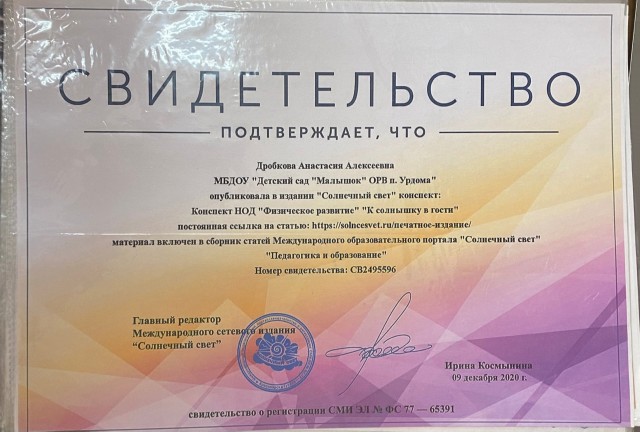 СВИДЕТЕЛЬСТВО
ПОДТВЕРЖДАЕТ, ЧТО
Дробкова Анастасия Алексеевна
МБДОУ "Детский сад "Малышок" ОРВ п. Урдома"
опубликовала в издании "Солнечный свет" конспект:
Конспект НОД "Физическое развитие" "К солнышку в гости"
постоянная ссылка на статью: https://solncesvet.ru/печатное-издание/
материал включен в сборник статей Международного образовательного портала "Солнечный свет"
"Педагогика и образование"
Номер свидетельства: СВ2495596
Главный редактор
Международного сетевого издания
“Солнечный свет”
Ирина Космынина
09 декабря 2020 г.
свидетельство о регистрации СМИ ЭЛ № ФС 77 — 65391